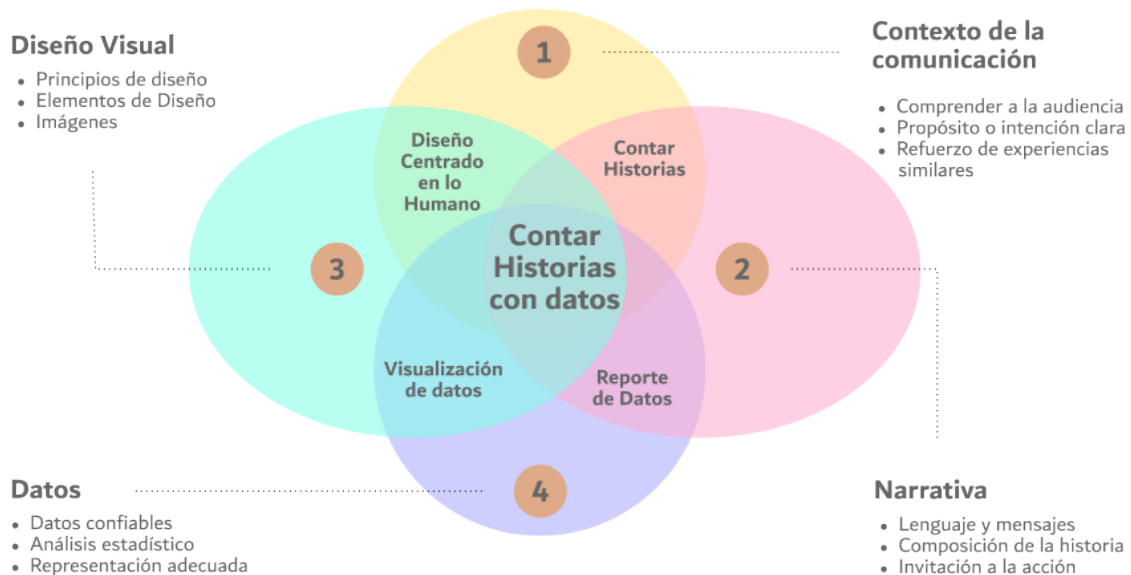 Diseño Visual
• Principios de diseño
• Elementos de Diseño
• Imágenes
1
Contexto de la
comunicación
• Comprender a la audiencia
• Propósito o intención clara
• Refuerzo de experiencias
similares
Diseño
Centrado
en lo
Humano
Contar
Historias
3
Contar
Historias
con datos
2
Visualización
de datos
Reporte
de Datos
4
Datos
• Datos confiables
• Análisis estadístico
• Representación adecuada
Narrativa
• Lenguaje y mensajes
• Composición de la historia
• Invitación a la acción